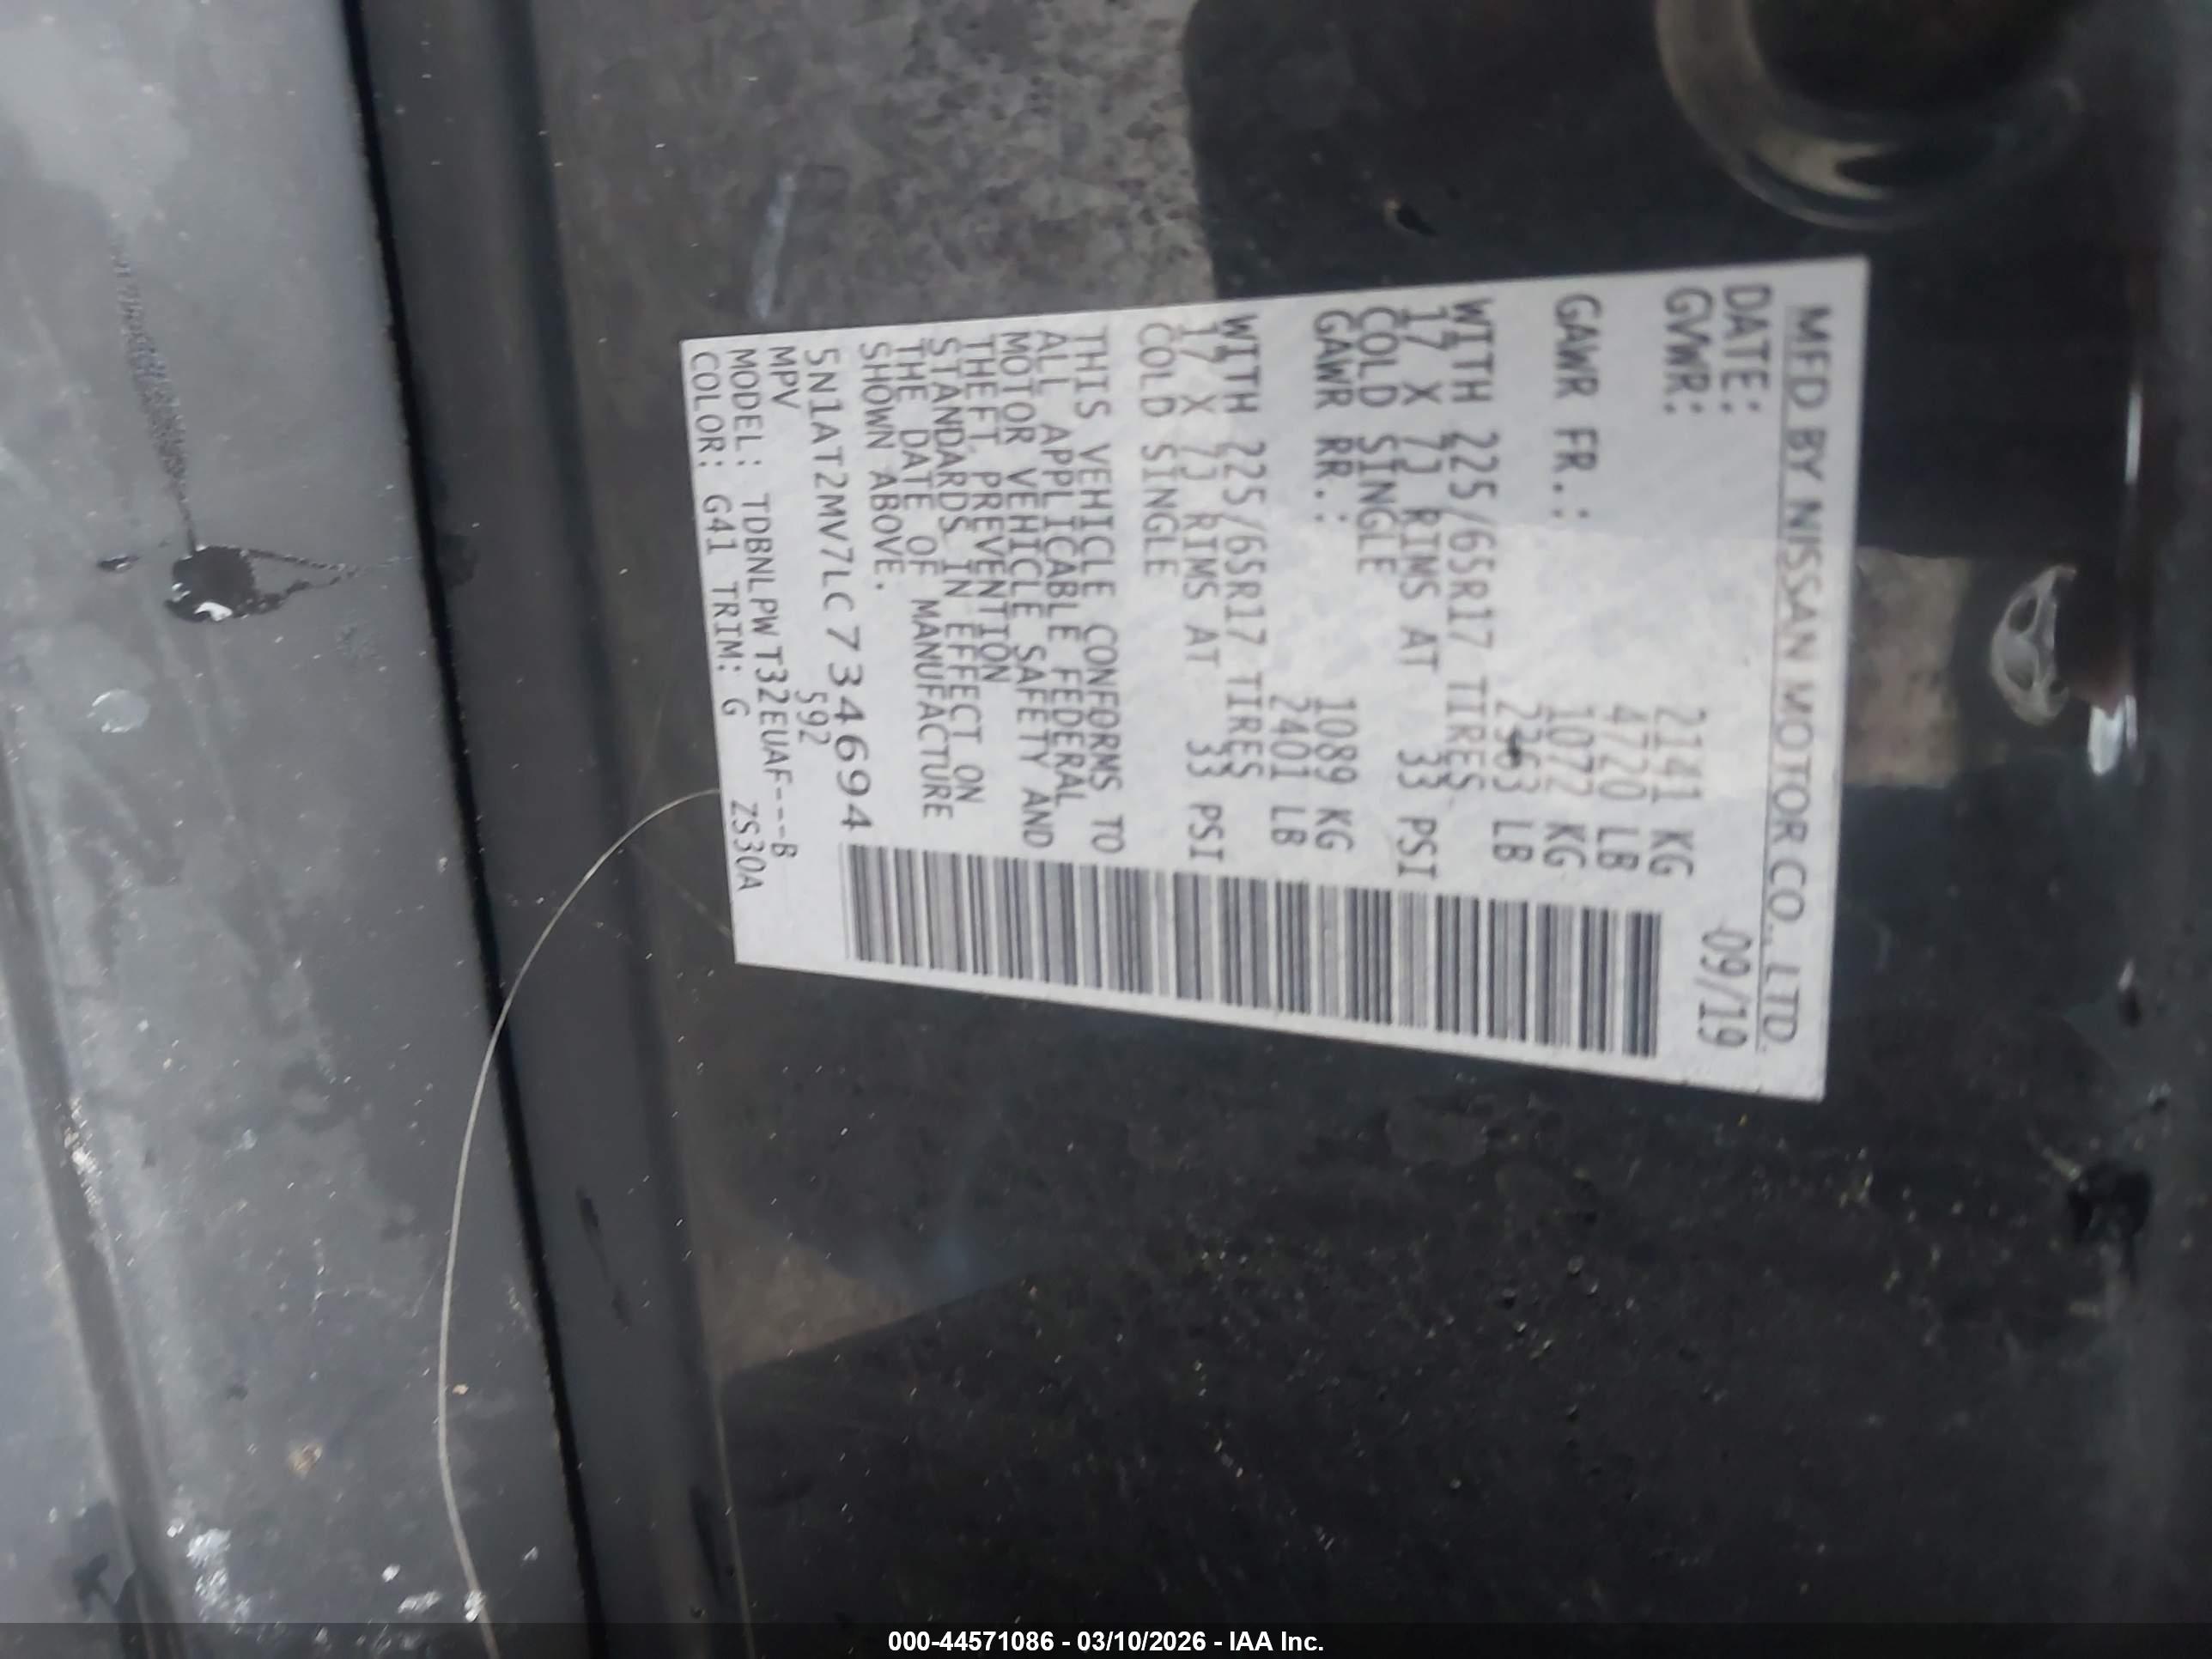 MFD BY NISSAN MOTOR CO., LTD.
DATE: 09/19
GVWR: 2141 KG
4720 LB
GAWR FR.: 1072 KG
2363 LB
WITH 225/65R17 TIRES
17 X 7J RIMS AT 33 PSI
COLD SINGLE
GAWR RR.: 1089 KG
2401 LB
WITH 225/65R17 TIRES
17 X 7J RIMS AT 33 PSI
COLD SINGLE
THIS VEHICLE CONFORMS TO
ALL APPLICABLE FEDERAL
MOTOR VEHICLE SAFETY AND
THEFT PREVENTION
STANDARDS IN EFFECT ON
THE DATE OF MANUFACTURE
SHOWN ABOVE.
5N1AT2MV7LC734694
MPV 592
MODEL: TDBNLPWT32EUAF---B
COLOR: G41 TRIM: G ZS30A
000-44571086 - 03/10/2026 - IAA Inc.